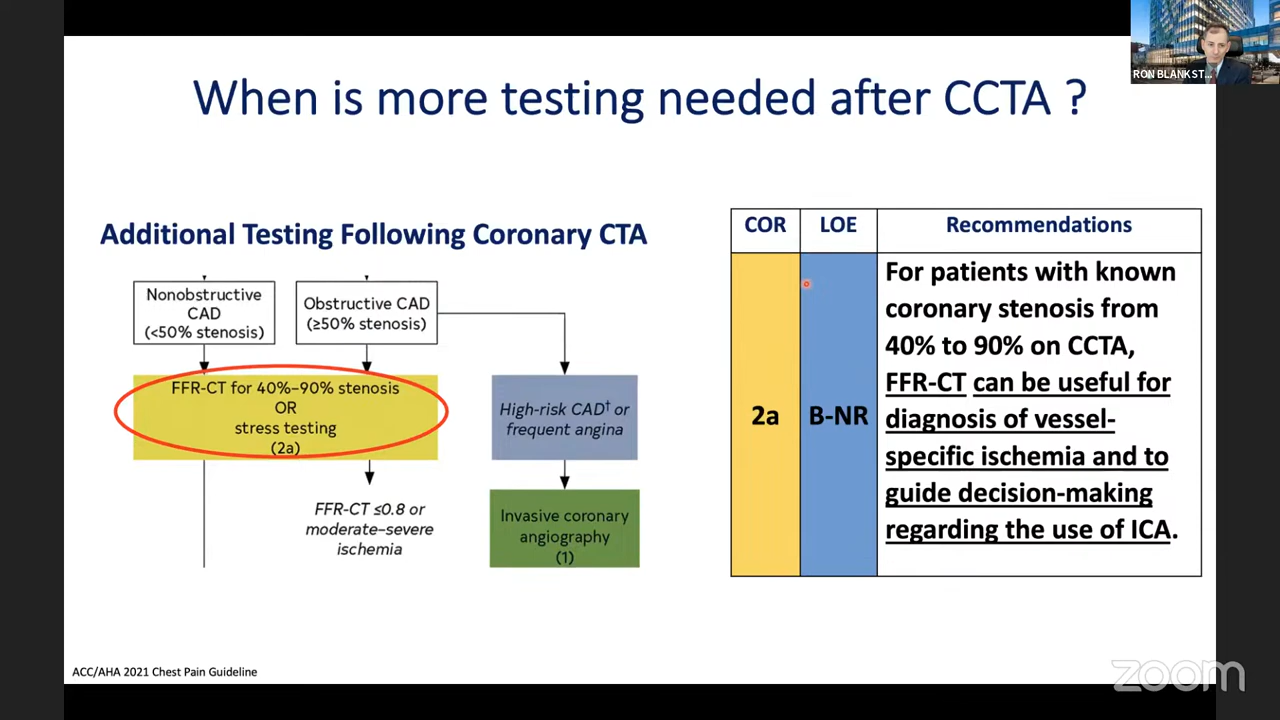 RON BLANKST...
When is more testing needed after CCTA ?
Additional Testing Following Coronary CTA
Nonobstructive
CAD
(<50% stenosis)
Obstructive CAD
(≥50% stenosis)
FFR-CT for 40%–90% stenosis
OR
stress testing
(2a)
High-risk CAD† or
frequent angina
FFR-CT ≤0.8 or
moderate–severe
ischemia
Invasive coronary
angiography
(1)
COR LOE Recommendations
2a B-NR
For patients with known
coronary stenosis from
40% to 90% on CCTA,
FFR-CT can be useful for
diagnosis of vessel-
specific ischemia and to
guide decision-making
regarding the use of ICA.
ACC/AHA 2021 Chest Pain Guideline
zoom